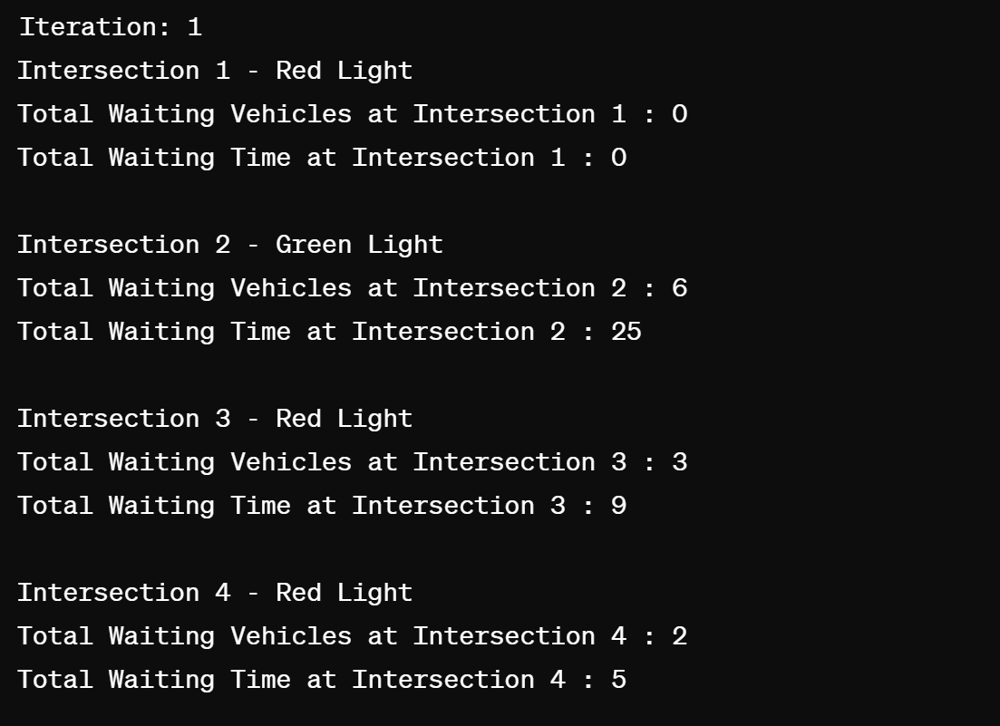 Iteration: 1
Intersection 1 - Red Light
Total Waiting Vehicles at Intersection 1 : 0
Total Waiting Time at Intersection 1 : 0
Intersection 2 - Green Light
Total Waiting Vehicles at Intersection 2 : 6
Total Waiting Time at Intersection 2 : 25
Intersection 3 - Red Light
Total Waiting Vehicles at Intersection 3 : 3
Total Waiting Time at Intersection 3 : 9
Intersection 4 - Red Light
Total Waiting Vehicles at Intersection 4 : 2
Total Waiting Time at Intersection 4 : 5